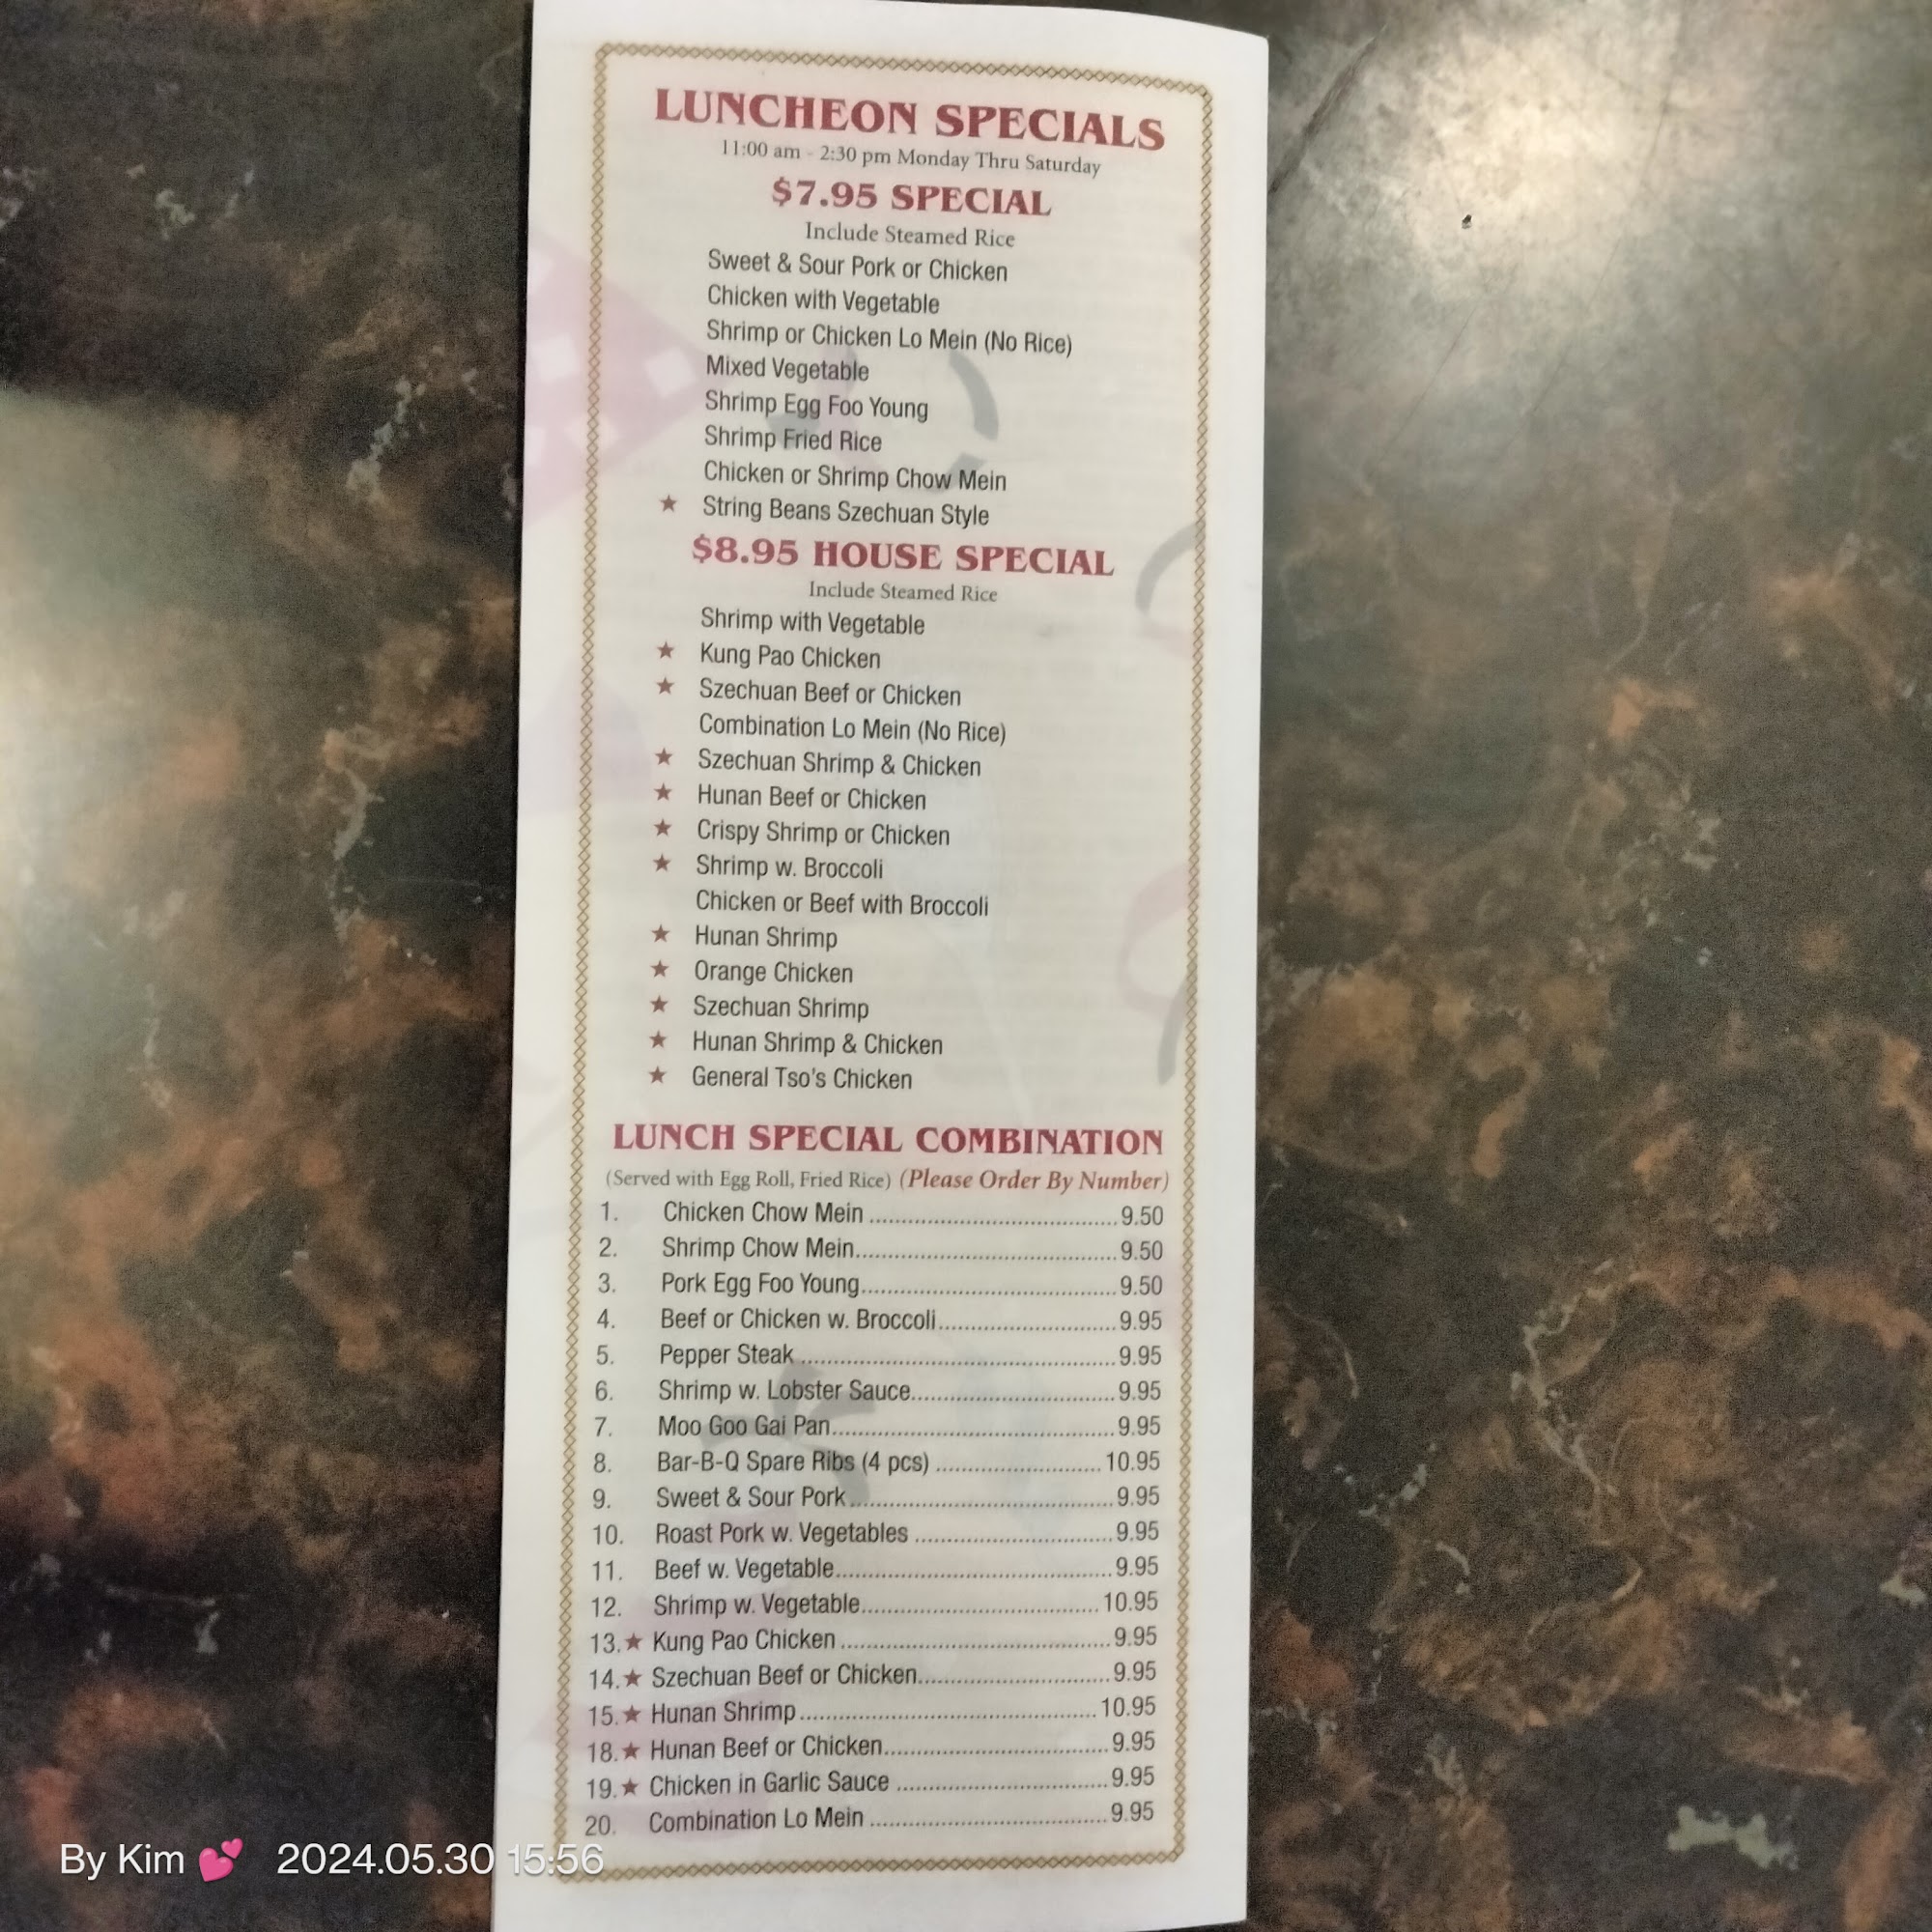 LUNCHEON SPECIALS
11:00 am - 2:30 pm Monday Thru Saturday
$7.95 SPECIAL
Include Steamed Rice
Sweet & Sour Pork or Chicken
Chicken with Vegetable
Shrimp or Chicken Lo Mein (No Rice)
Mixed Vegetable
Shrimp Egg Foo Young
Shrimp Fried Rice
Chicken or Shrimp Chow Mein
★ String Beans Szechuan Style
$8.95 HOUSE SPECIAL
Include Steamed Rice
Shrimp with Vegetable
★ Kung Pao Chicken
★ Szechuan Beef or Chicken
Combination Lo Mein (No Rice)
★ Szechuan Shrimp & Chicken
★ Hunan Beef or Chicken
★ Crispy Shrimp or Chicken
★ Shrimp w. Broccoli
Chicken or Beef with Broccoli
★ Hunan Shrimp
★ Orange Chicken
★ Szechuan Shrimp
★ Hunan Shrimp & Chicken
★ General Tso's Chicken
LUNCH SPECIAL COMBINATION
(Served with Egg Roll, Fried Rice) (Please Order By Number)
1. Chicken Chow Mein ........ 9.50
2. Shrimp Chow Mein ........ 9.50
3. Pork Egg Foo Young ........ 9.50
4. Beef or Chicken w. Broccoli ........ 9.95
5. Pepper Steak ........ 9.95
6. Shrimp w. Lobster Sauce ........ 9.95
7. Moo Goo Gai Pan ........ 9.95
8. Bar-B-Q Spare Ribs (4 pcs) ........ 10.95
9. Sweet & Sour Pork ........ 9.95
10. Roast Pork w. Vegetables ........ 9.95
11. Beef w. Vegetable ........ 9.95
12. Shrimp w. Vegetable ........ 10.95
13. ★ Kung Pao Chicken ........ 9.95
14. ★ Szechuan Beef or Chicken ........ 9.95
15. ★ Hunan Shrimp ........ 10.95
18. ★ Hunan Beef or Chicken ........ 9.95
19. ★ Chicken in Garlic Sauce ........ 9.95
20. Combination Lo Mein ........ 9.95
By Kim 💕 2024.05.30 15:56